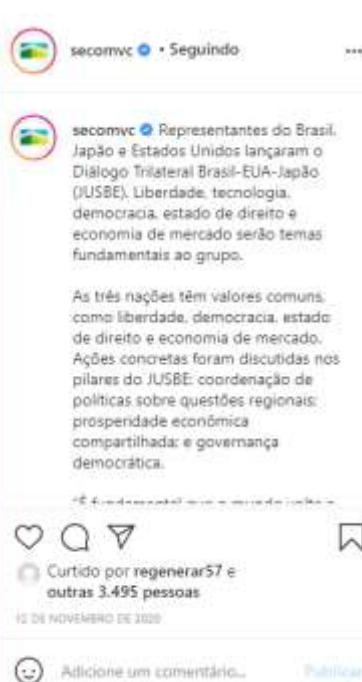 secomvc • Seguindo
secomvc Representantes do Brasil,
Japão e Estados Unidos lançaram o
Diálogo Trilateral Brasil-EUA-Japão
(JUSBE). Liberdade, tecnologia,
democracia, estado de direito e
economia de mercado serão temas
fundamentais ao grupo.
As três nações têm valores comuns,
como liberdade, democracia, estado
de direito e economia de mercado.
Ações concretas foram discutidas nos
pilares do JUSBE: coordenação de
políticas sobre questões regionais;
prosperidade econômica
compartilhada; e governança
democrática.
"É fundamental que o mundo volte a
Curtido por regenerar57 e
outras 3.495 pessoas
12 DE NOVEMBRO DE 2020
Adicione um comentário...
Publicar